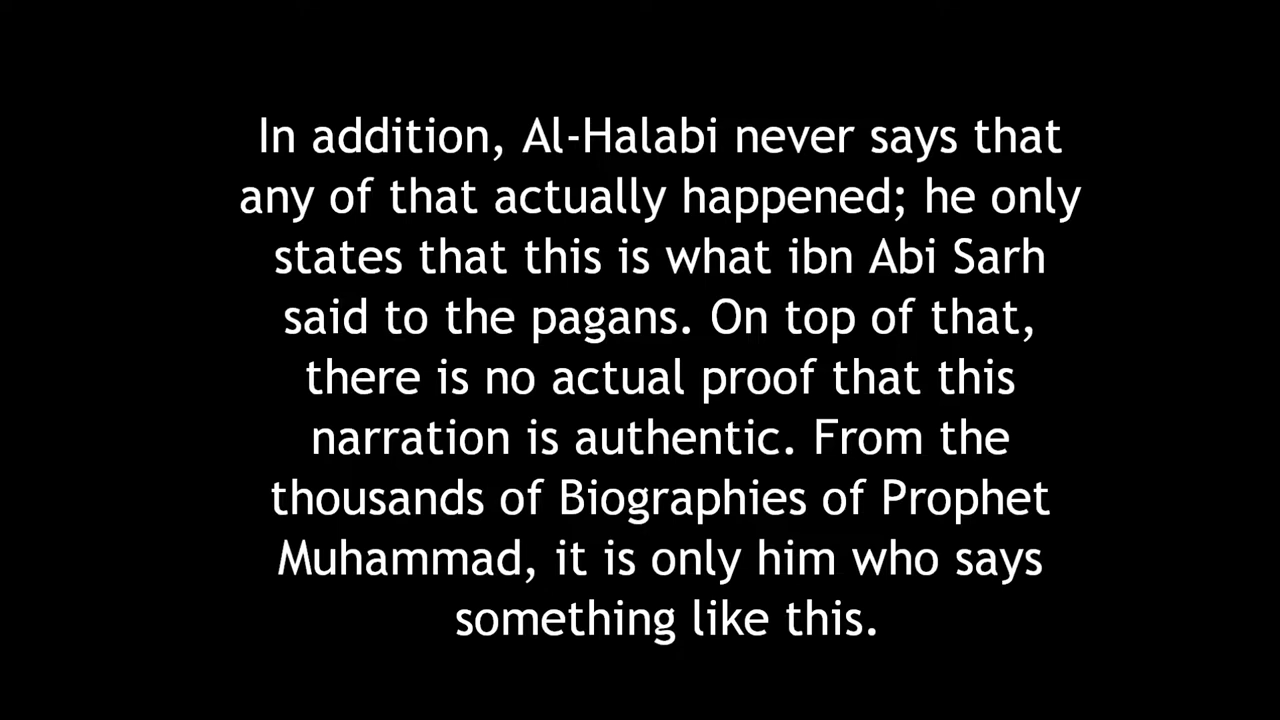 In addition, Al-Halabi never says that
any of that actually happened; he only
states that this is what ibn Abi Sarh
said to the pagans. On top of that,
there is no actual proof that this
narration is authentic. From the
thousands of Biographies of Prophet
Muhammad, it is only him who says
something like this.